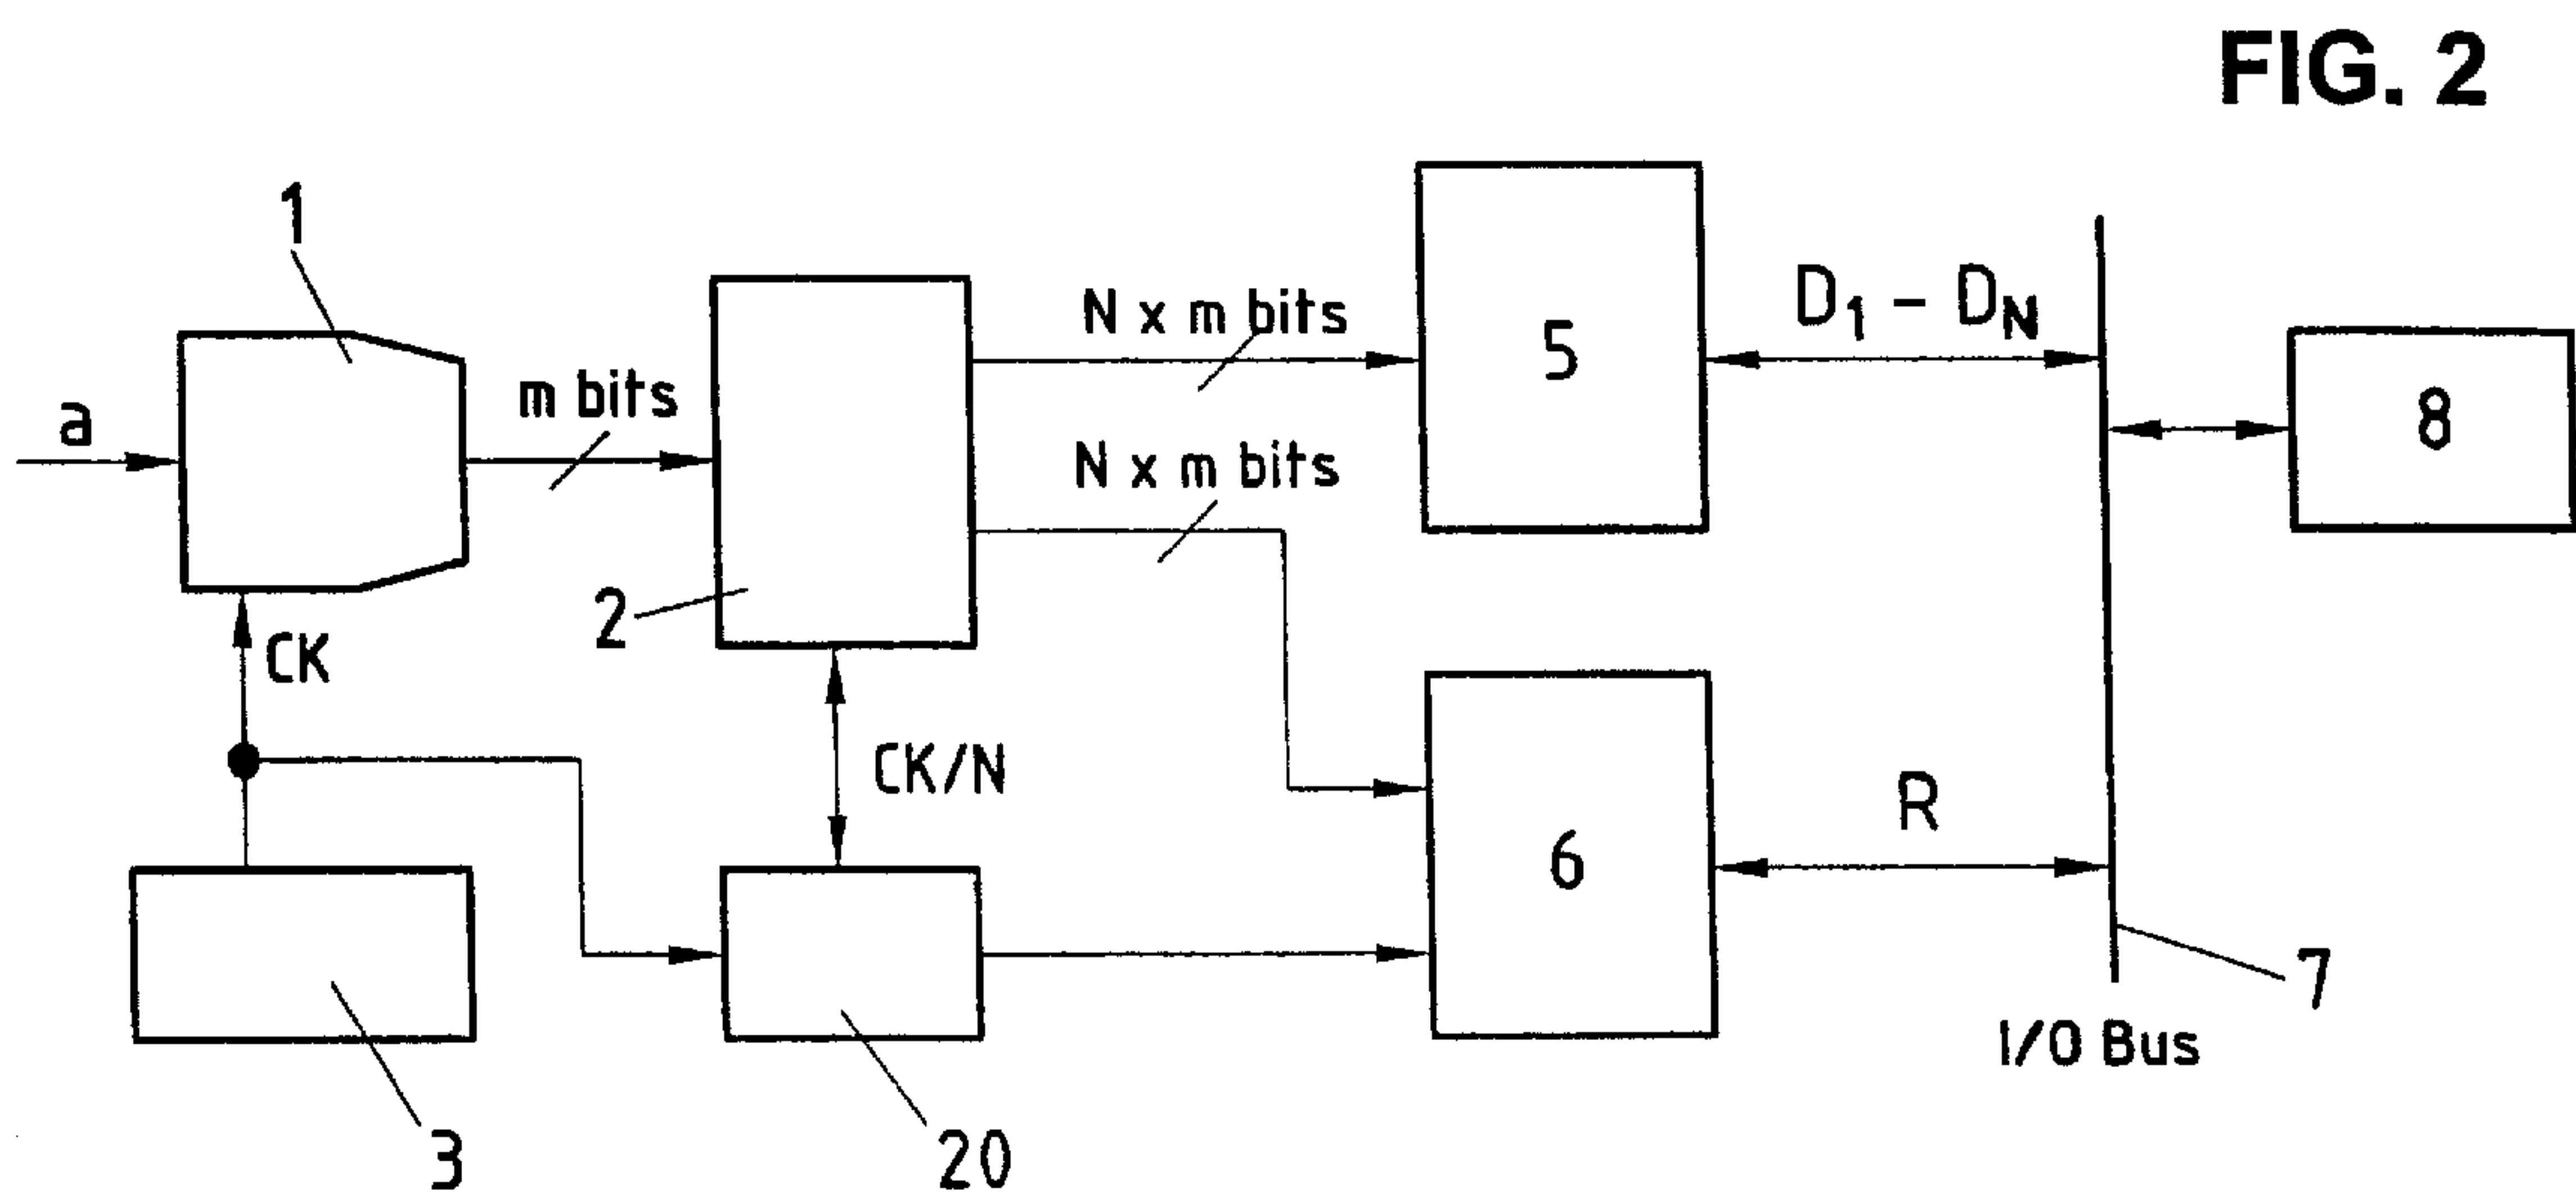 FIG. 2
1
a
m bits
N x m bits
N x m bits
5
D1 - DN
8
2
CK
CK/N
6
R
7
I/O Bus
3
20